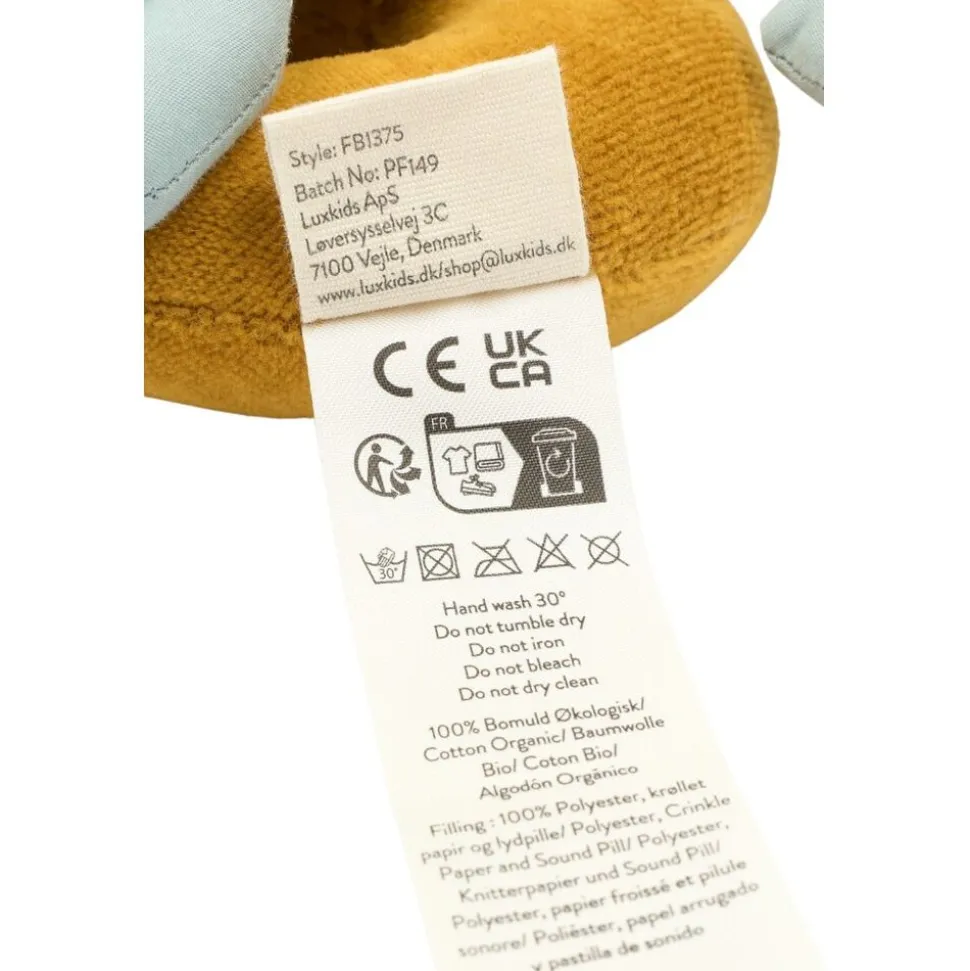 Style: FB1375
Batch No: PF149
Luxkids ApS
Løversysselvej 3C
7100 Vejle, Denmark
www.luxkids.dk/shop@luxkids.dk
CE UK
CA
FR
30°
Hand wash 30°
Do not tumble dry
Do not iron
Do not bleach
Do not dry clean
100% Bomuld Økologisk/
Cotton Organic/ Baumwolle
Bio/ Coton Bio/
Algodón Orgánico
Filling : 100% Polyester, krøllet
papir og lydpille/ Polyester, Crinkle
Paper and Sound Pill/ Polyester,
Knitterpapier und Sound Pill/
Polyester, papier froissé et pilule
sonore/ Poliéster, papel arrugado
y pastilla de sonido